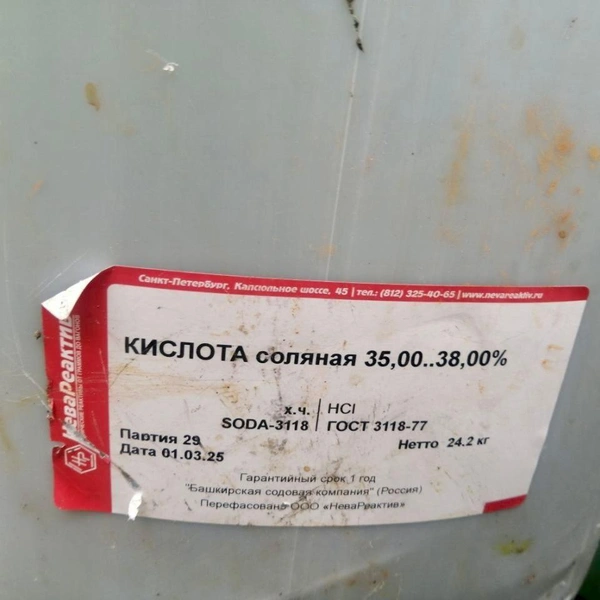 Санкт-Петербург, Капсюльное шоссе, 45 | тел.: (812) 325-40-65 | www.nevareaktiv.ru
НеваРеактив
КИСЛОТА соляная 35,00..38,00%
х.ч. HCl
SODA-3118 ГОСТ 3118-77
Партия 29 Нетто 24.2 кг
Дата 01.03.25
Гарантийный срок 1 год
"Башкирская содовая компания" (Россия)
Перефасовано ООО «НеваРеактив»